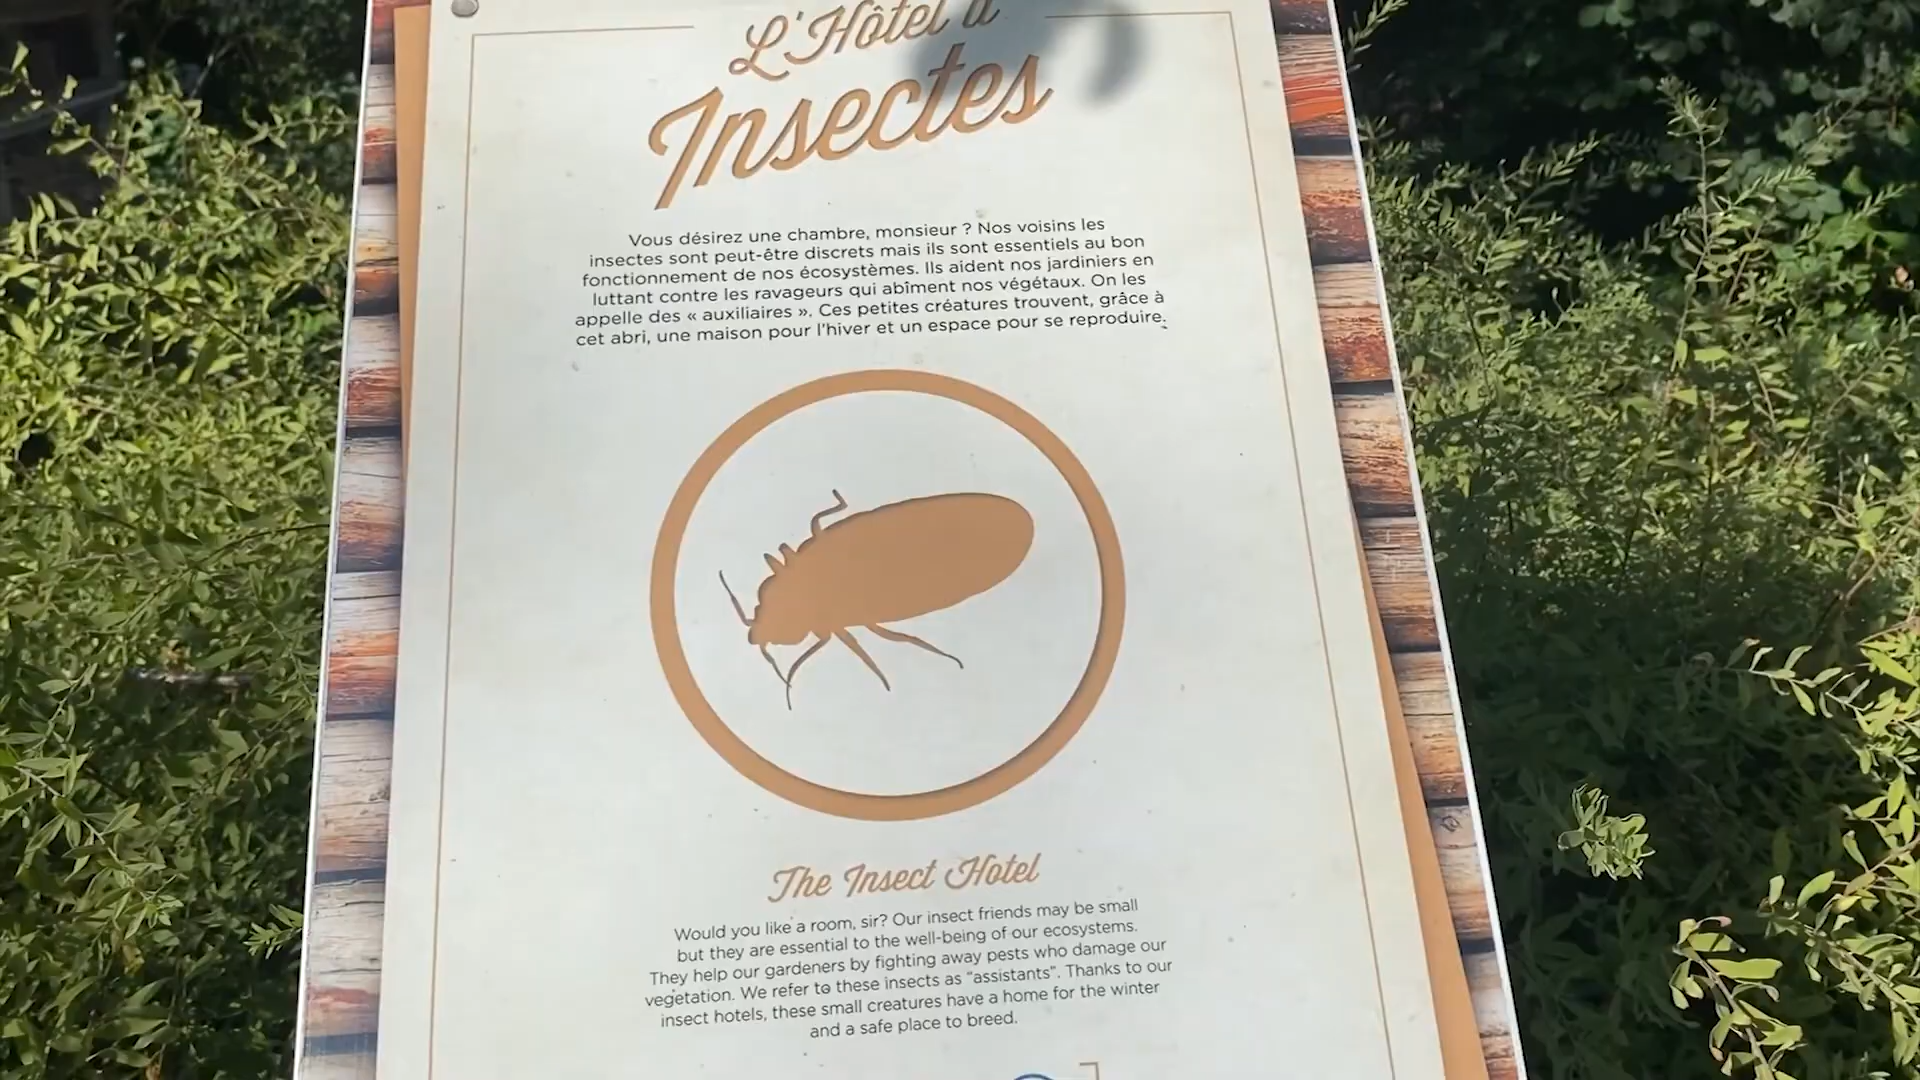 L'Hôtel à
Insectes
Vous désirez une chambre, monsieur ? Nos voisins les
insectes sont peut-être discrets mais ils sont essentiels au bon
fonctionnement de nos écosystèmes. Ils aident nos jardiniers en
luttant contre les ravageurs qui abîment nos végétaux. On les
appelle des « auxiliaires ». Ces petites créatures trouvent, grâce à
cet abri, une maison pour l'hiver et un espace pour se reproduire.
The Insect Hotel
Would you like a room, sir? Our insect friends may be small
but they are essential to the well-being of our ecosystems.
They help our gardeners by fighting away pests who damage our
vegetation. We refer to these insects as "assistants". Thanks to our
insect hotels, these small creatures have a home for the winter
and a safe place to breed.